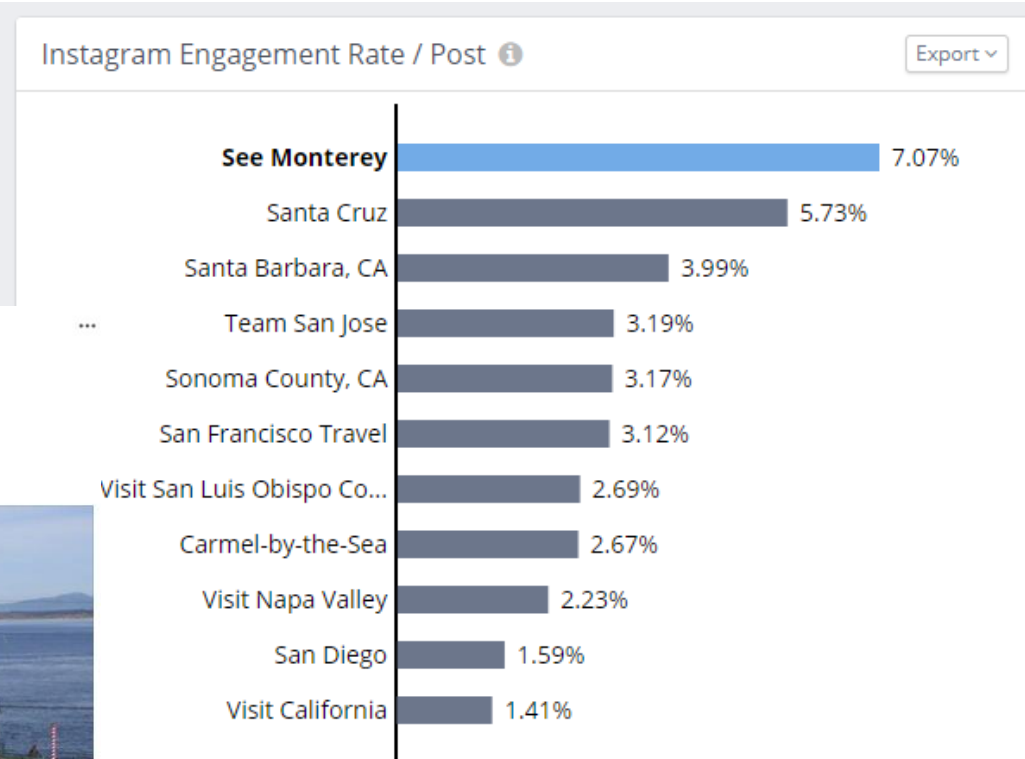 Instagram Engagement Rate / Post
Export
See Monterey 7.07%
Santa Cruz 5.73%
Santa Barbara, CA 3.99%
... Team San Jose 3.19%
Sonoma County, CA 3.17%
San Francisco Travel 3.12%
Visit San Luis Obispo Co... 2.69%
Carmel-by-the-Sea 2.67%
Visit Napa Valley 2.23%
San Diego 1.59%
Visit California 1.41%